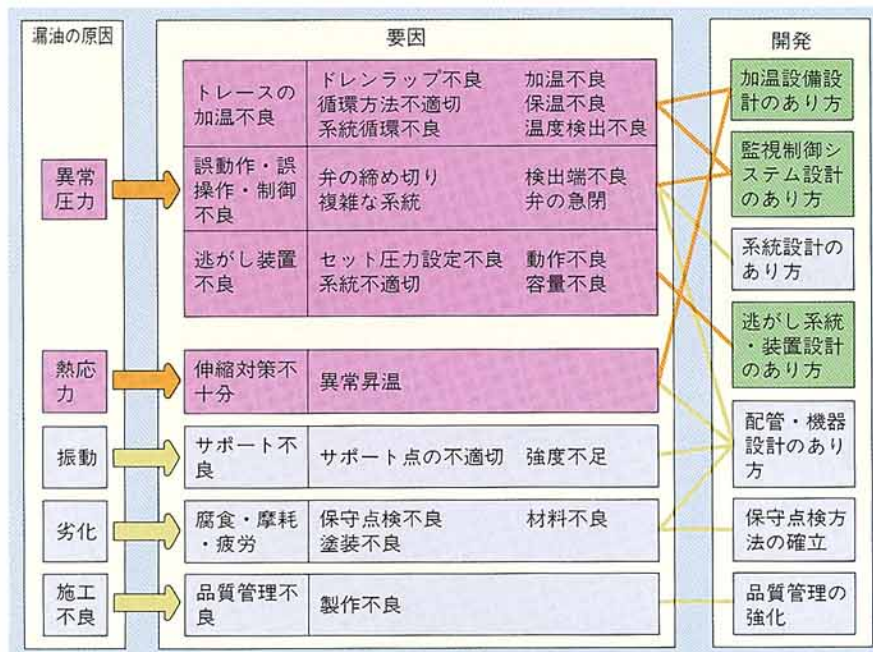 漏油の原因
要因
開発
異常
圧力
トレースの
加温不良
ドレンラップ不良
加温不良
循環方法不適切
保温不良
系統循環不良
温度検出不良
誤動作・誤
操作・制御
不良
弁の締め切り
検出端不良
複雑な系統
弁の急閉
逃がし装置
不良
セット圧力設定不良
動作不良
系統不適切
容量不良
熱応
力
伸縮対策不
十分
異常昇温
振動
サポート不
良
サポート点の不適切
強度不足
劣化
腐食・摩耗
・疲労
保守点検不良
材料不良
塗装不良
施工
不良
品質管理不
良
製作不良
加温設備設
計のあり方
監視制御シ
ステム設計
のあり方
系統設計の
あり方
逃がし系統
・装置設計
のあり方
配管・機器
設計のあり
方
保守点検方
法の確立
品質管理の
強化